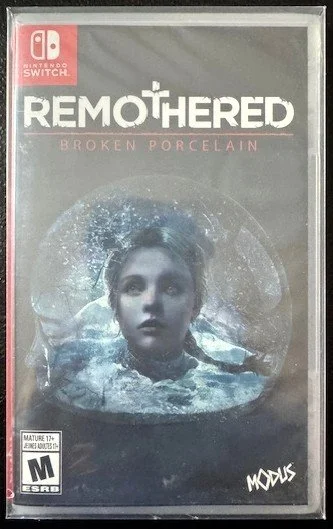 NINTENDO
SWITCH
REMOTHERED
BROKEN PORCELAIN
MATURE 17+
JEUNES ADULTES 17+
M
ESRB
MODUS